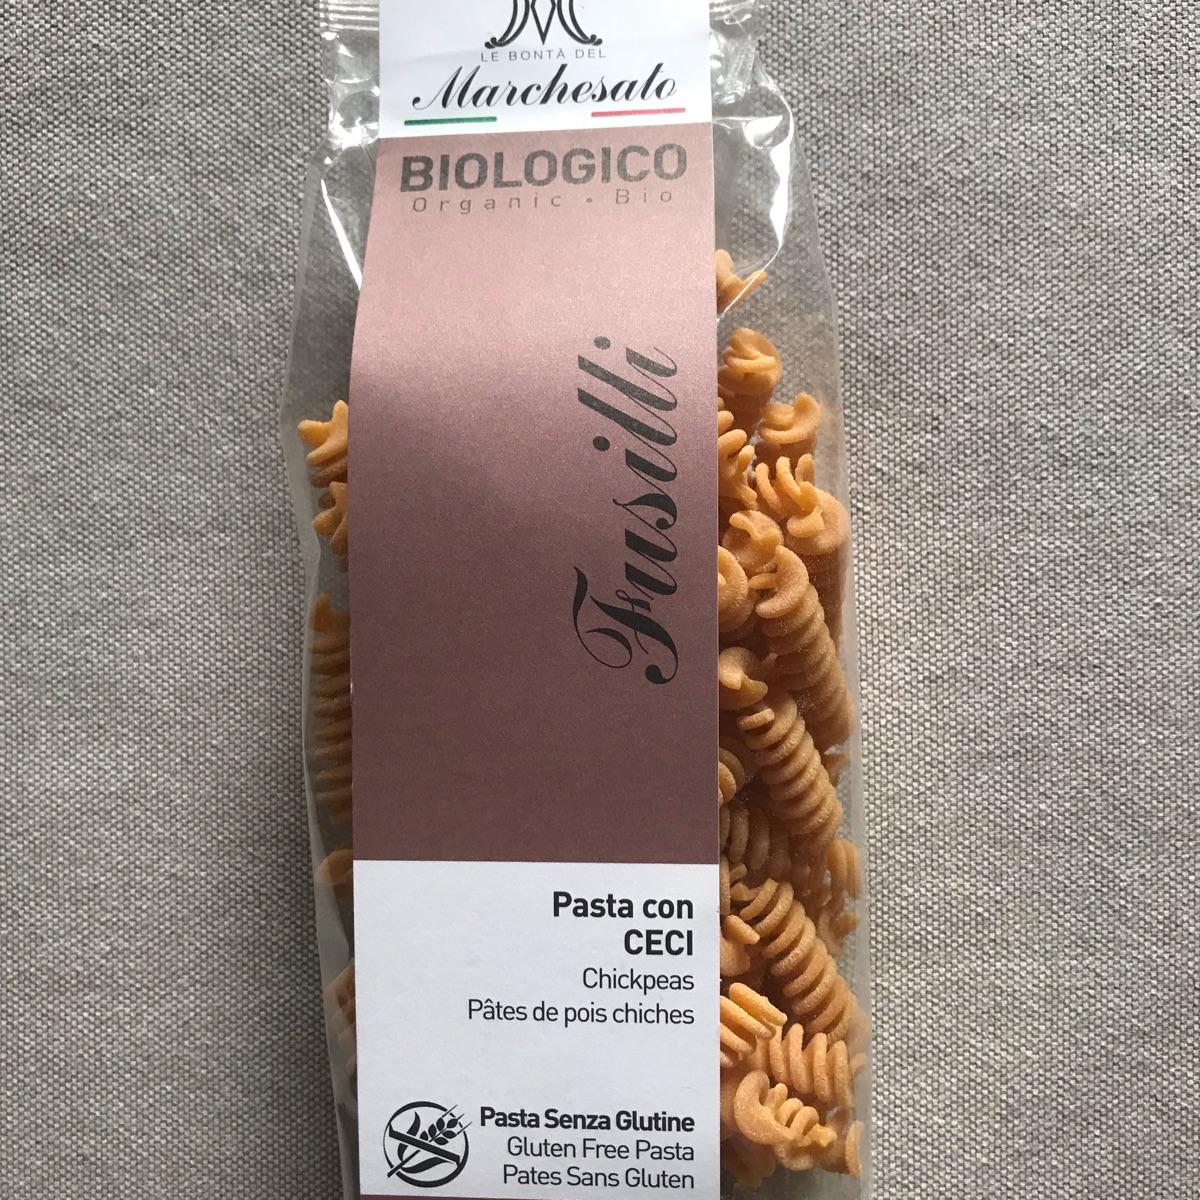 LE BONTÀ DEL
Marchesato
BIOLOGICO
Organic • Bio
Fusilli
Pasta con
CECI
Chickpeas
Pâtes de pois chiches
Pasta Senza Glutine
Gluten Free Pasta
Pates Sans Gluten